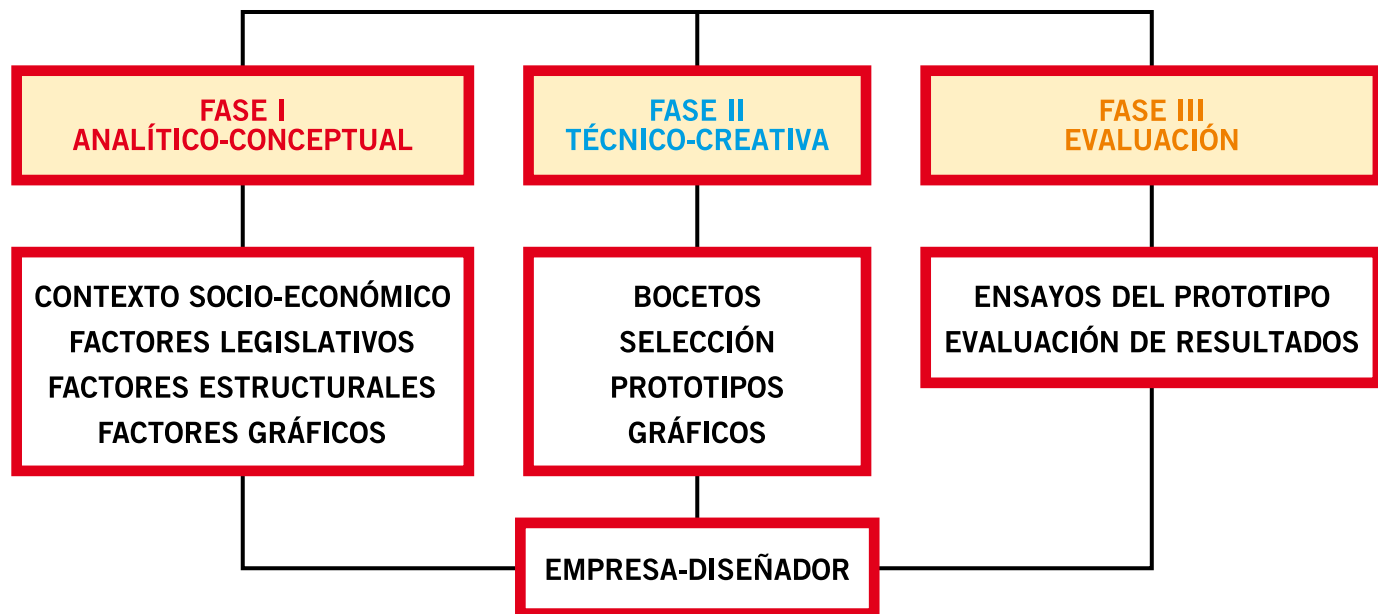 FASE I
ANALÍTICO-CONCEPTUAL
FASE II
TÉCNICO-CREATIVA
FASE III
EVALUACIÓN
CONTEXTO SOCIO-ECONÓMICO
FACTORES LEGISLATIVOS
FACTORES ESTRUCTURALES
FACTORES GRÁFICOS
BOCETOS
SELECCIÓN
PROTOTIPOS
GRÁFICOS
ENSAYOS DEL PROTOTIPO
EVALUACIÓN DE RESULTADOS
EMPRESA-DISEÑADOR